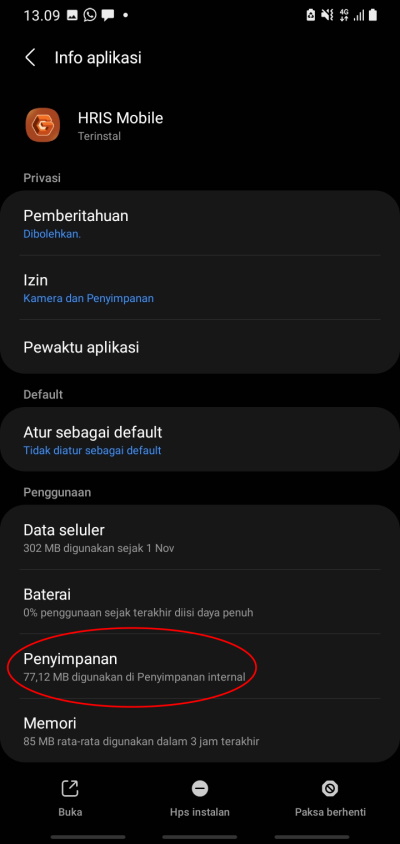 13.09
4G
Info aplikasi
HRIS Mobile
Terinstal
Privasi
Pemberitahuan
Dibolehkan.
Izin
Kamera dan Penyimpanan
Pewaktu aplikasi
Default
Atur sebagai default
Tidak diatur sebagai default
Penggunaan
Data seluler
302 MB digunakan sejak 1 Nov
Baterai
0% penggunaan sejak terakhir diisi daya penuh
Penyimpanan
77,12 MB digunakan di Penyimpanan internal
Memori
85 MB rata-rata digunakan dalam 3 jam terakhir
Buka
Hps instalan
Paksa berhenti